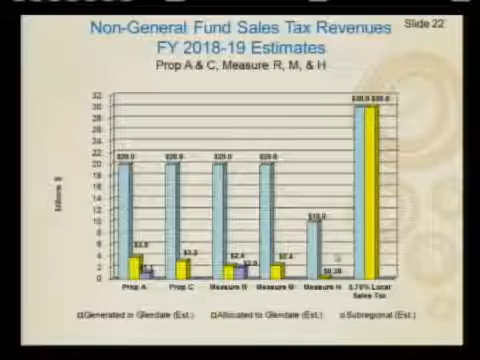 Non-General Fund Sales Tax Revenues
Slide 22
FY 2018-19 Estimates
Prop A & C, Measure R, M, & H
Millions $
32
30
28
26
24
22
20
18
16
14
12
10
8
6
4
2
0
$20.0
$20.0
$20.0
$20.0
$10.0
$30.0 $30.0
$2.4
$2.4
Prop A
Prop C
Measure R
Measure M
Measure H
0.75% Local
Sales Tax
Generated in Glendale (Est.)
Allocated to Glendale (Est.)
Subregional (Est.)